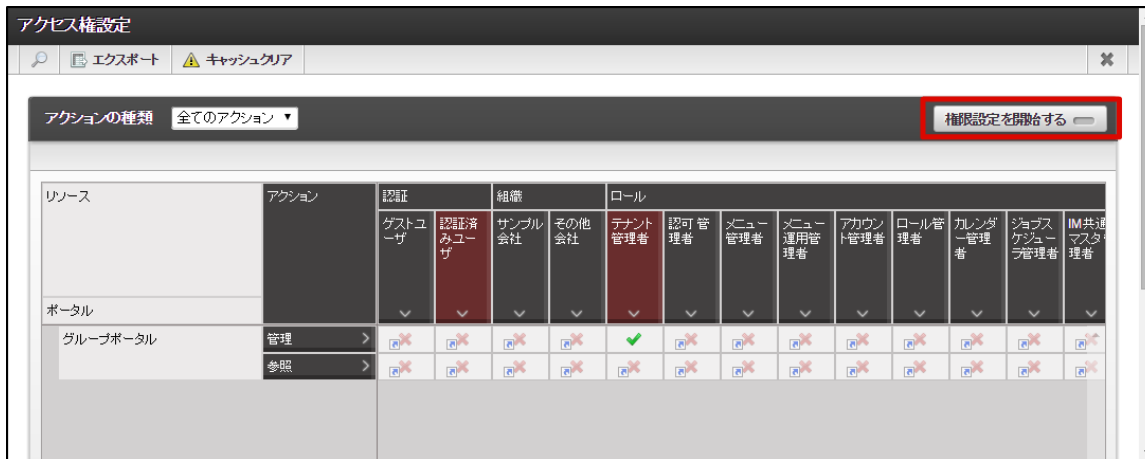 アクセス権設定
エクスポート キャッシュクリア
アクションの種類 全てのアクション 権限設定を開始する
リソース アクション 認証 組織 ロール
ゲストユーザ 認証済みユーザ サンプル会社 その他会社 テナント管理者 認可管理者 メニュー管理者 メニュー運用管理者 アカウント管理者 ロール管理者 カレンダー管理者 ジョブスケジューラ管理者 IM共通マスタ
ポータル
グループポータル 管理
参照